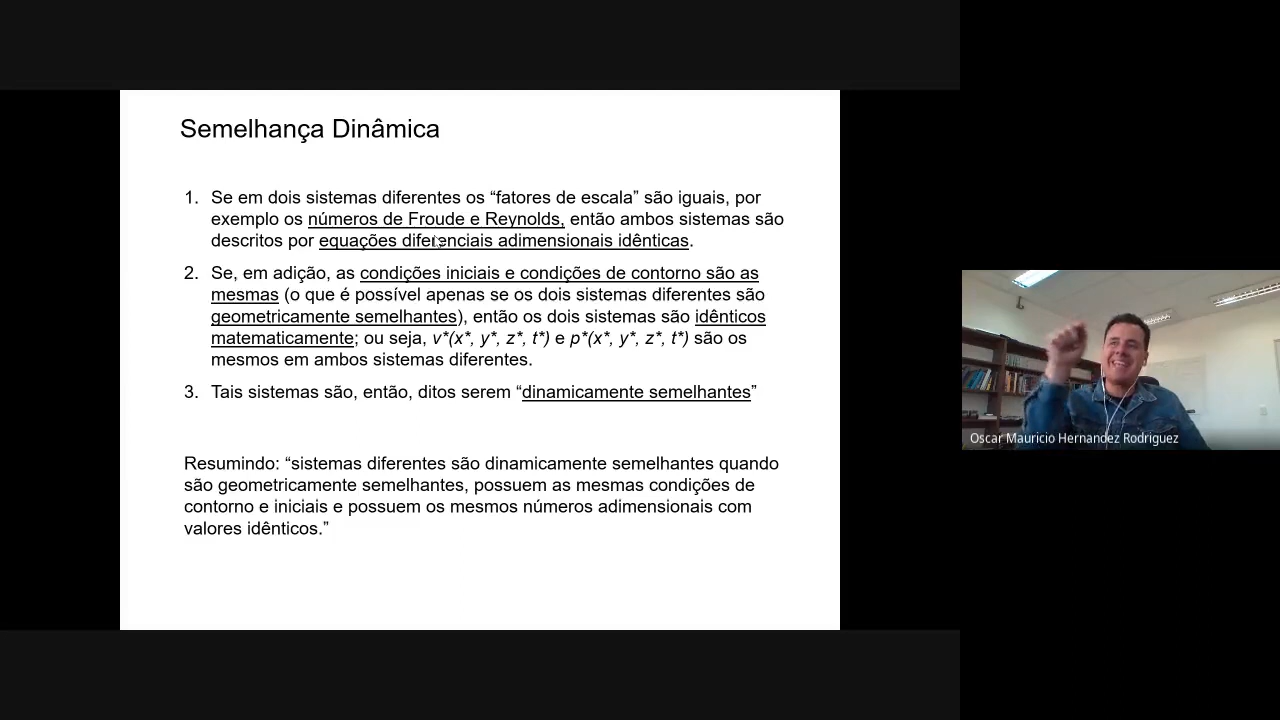 Semelhança Dinâmica
1. Se em dois sistemas diferentes os “fatores de escala” são iguais, por
exemplo os números de Froude e Reynolds, então ambos sistemas são
descritos por equações diferenciais adimensionais idênticas.
2. Se, em adição, as condições iniciais e condições de contorno são as
mesmas (o que é possível apenas se os dois sistemas diferentes são
geometricamente semelhantes), então os dois sistemas são idênticos
matematicamente; ou seja, v*(x*, y*, z*, t*) e p*(x*, y*, z*, t*) são os
mesmos em ambos sistemas diferentes.
3. Tais sistemas são, então, ditos serem “dinamicamente semelhantes”
Resumindo: “sistemas diferentes são dinamicamente semelhantes quando
são geometricamente semelhantes, possuem as mesmas condições de
contorno e iniciais e possuem os mesmos números adimensionais com
valores idênticos.”
Oscar Mauricio Hernandez Rodriguez